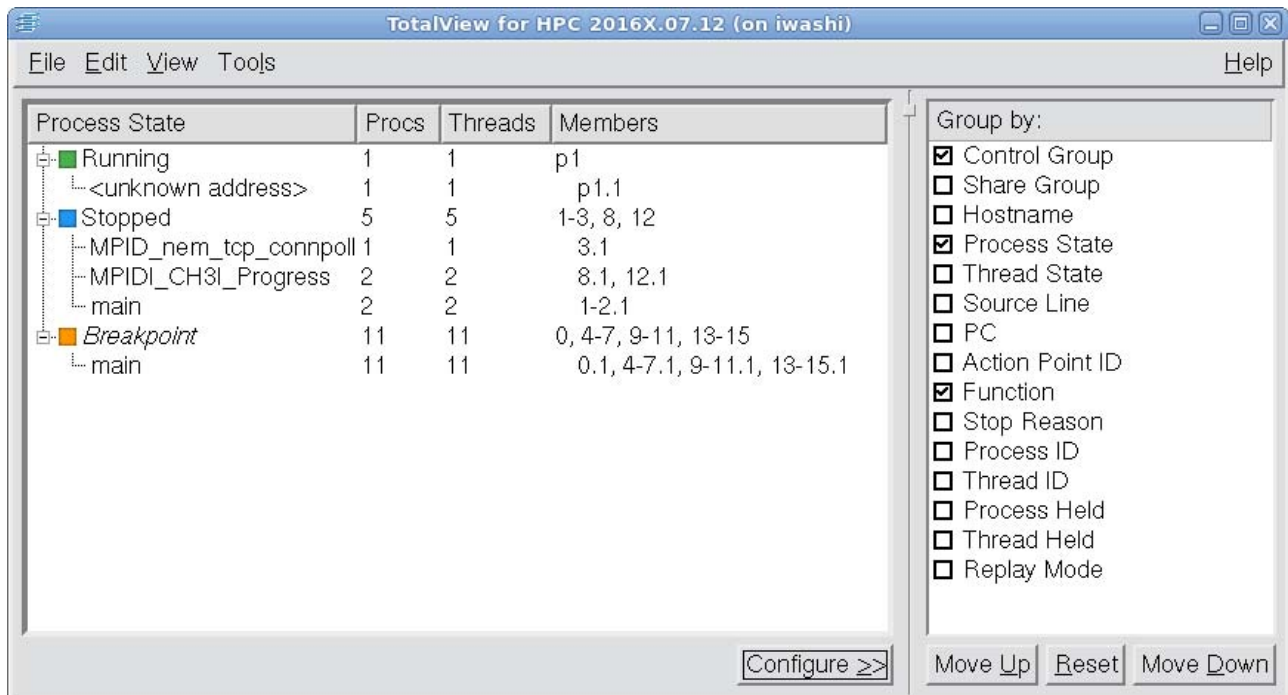 TotalView for HPC 2016X.07.12 (on iwashi)
File Edit View Tools Help
Process State Procs Threads Members
Running 1 1 p1
<unknown address> 1 1 p1.1
Stopped 5 5 1-3, 8, 12
MPID_nem_tcp_connpoll 1 1 3.1
MPIDI_CH3I_Progress 2 2 8.1, 12.1
main 2 2 1-2.1
Breakpoint 11 11 0, 4-7, 9-11, 13-15
main 11 11 0.1, 4-7.1, 9-11.1, 13-15.1
Configure >>
Group by:
Control Group
Share Group
Hostname
Process State
Thread State
Source Line
PC
Action Point ID
Function
Stop Reason
Process ID
Thread ID
Process Held
Thread Held
Replay Mode
Move Up Reset Move Down